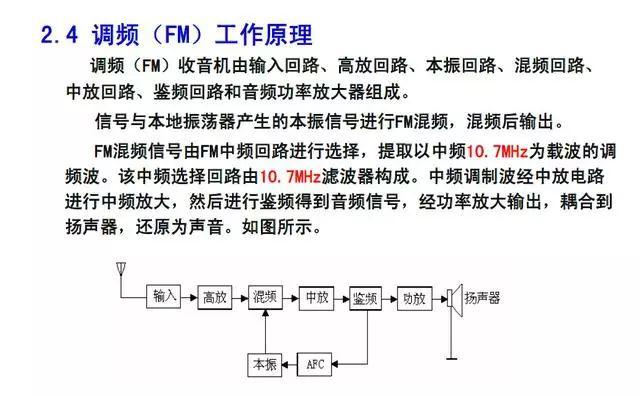 2.4 调频（FM）工作原理
调频（FM）收音机由输入回路、高放回路、本振回路、混频回路、
中放回路、鉴频回路和音频功率放大器组成。
信号与本地振荡器产生的本振信号进行FM混频，混频后输出。
FM混频信号由FM中频回路进行选择，提取以中频10.7MHz为载波的调
频波。该中频选择回路由10.7MHz滤波器构成。中频调制波经中放电路
进行中频放大，然后进行鉴频得到音频信号，经功率放大输出，耦合到
扬声器，还原为声音。如图所示。
输入 高放 混频 中放 鉴频 功放 扬声器
本振 AFC